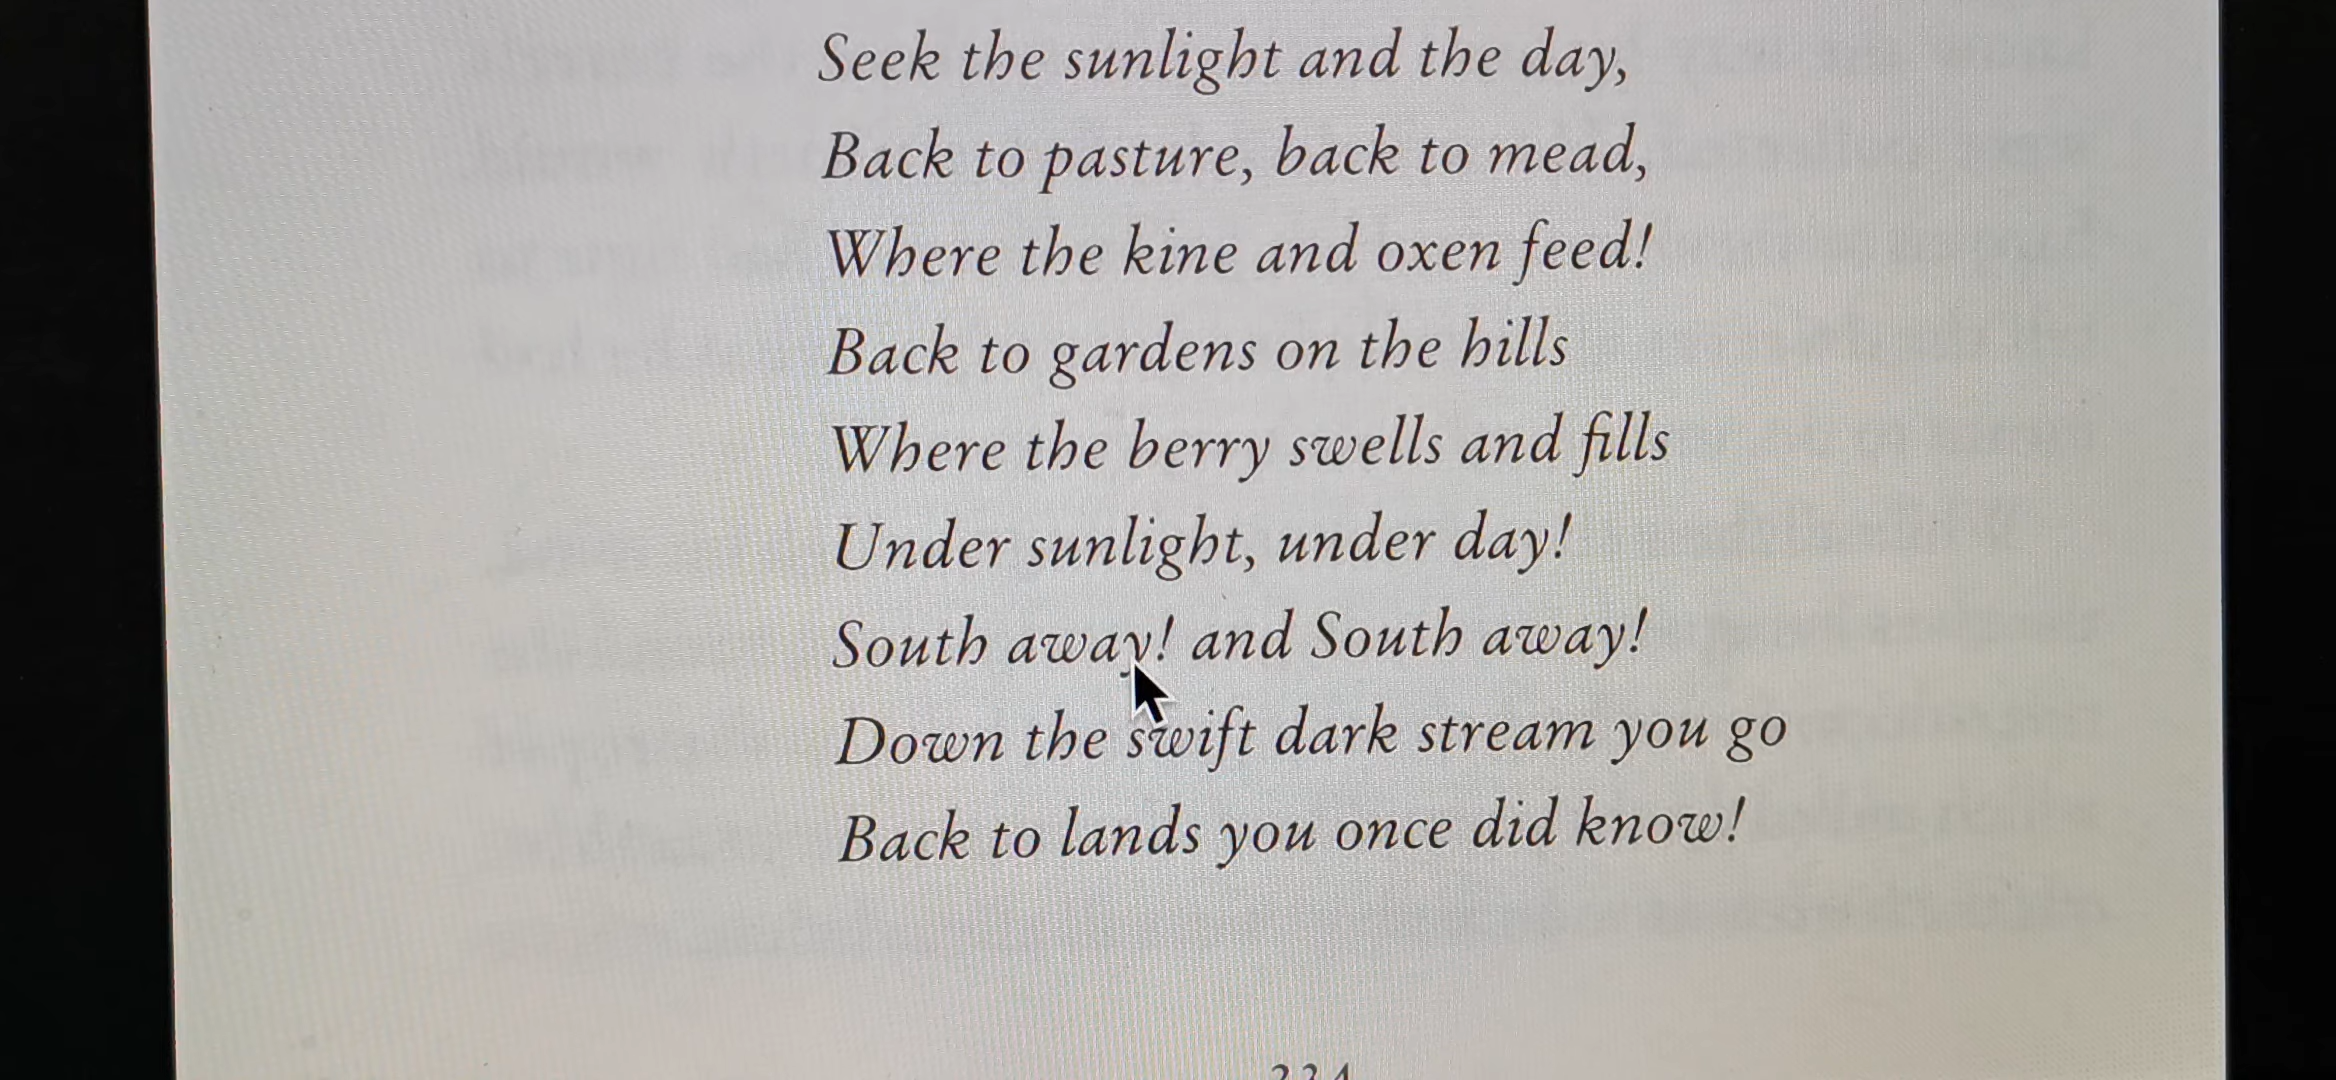 Seek the sunlight and the day,
Back to pasture, back to mead,
Where the kine and oxen feed!
Back to gardens on the hills
Where the berry swells and fills
Under sunlight, under day!
South away! and South away!
Down the swift dark stream you go
Back to lands you once did know!